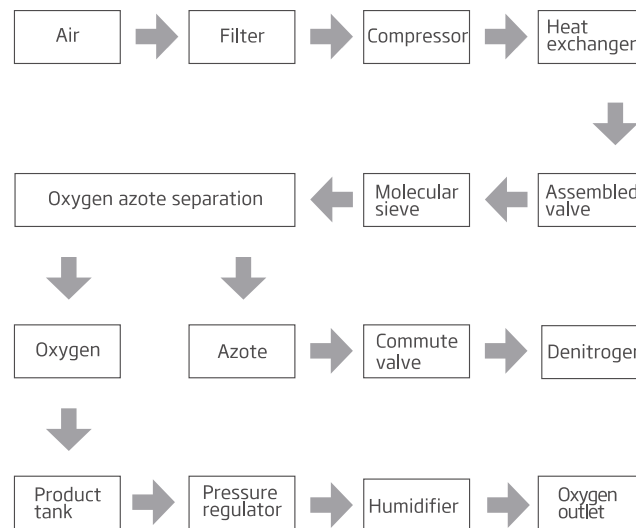 Air
Filter
Compressor
Heat
exchanger
Assembled
valve
Molecular
sieve
Oxygen azote separation
Oxygen
Azote
Commute
valve
Denitrogen
Product
tank
Pressure
regulator
Humidifier
Oxygen
outlet